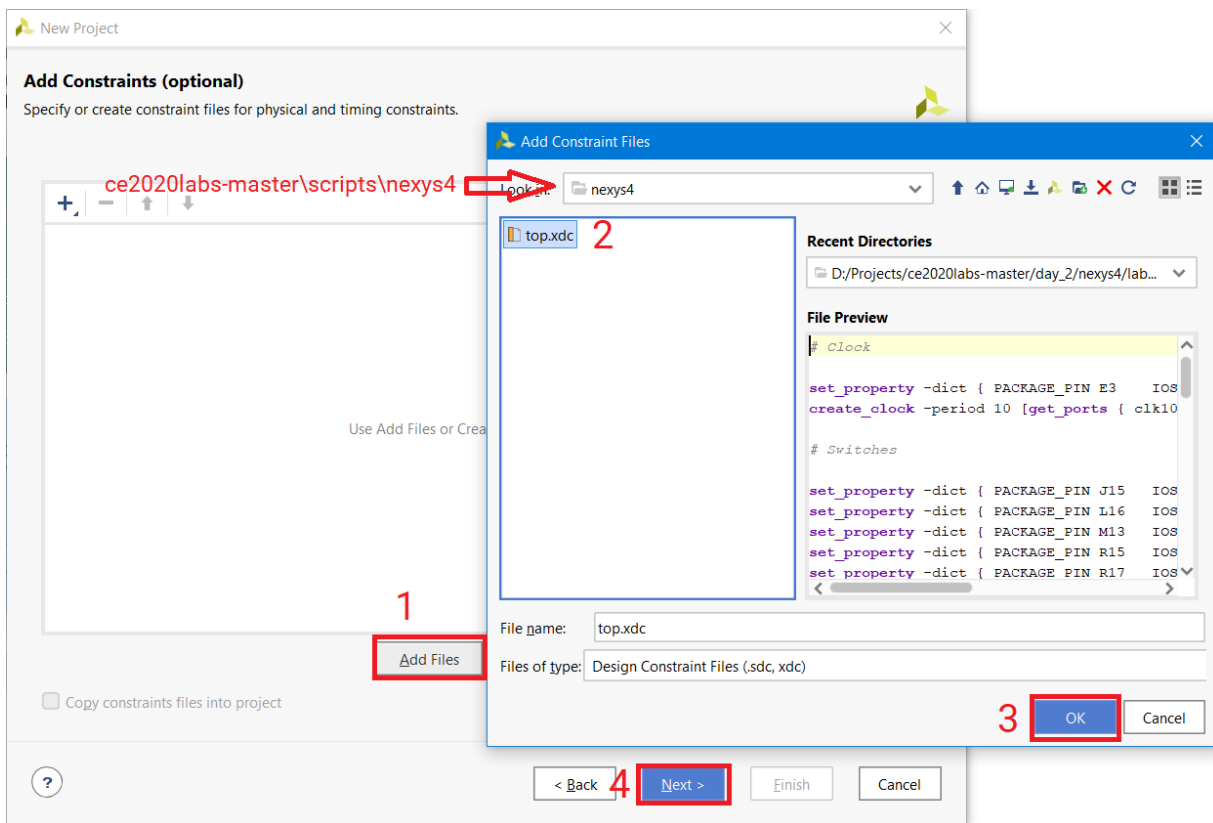 New Project
Add Constraints (optional)
Specify or create constraint files for physical and timing constraints.
ce2020labs-master\scripts\nexys4
Use Add Files or Crea
1
Add Files
Copy constraints files into project
?
< Back
4
Next >
Finish
Cancel
Add Constraint Files
Look in:
nexys4
top.xdc
2
Recent Directories
D:/Projects/ce2020labs-master/day_2/nexys4/lab...
File Preview
# Clock
set_property -dict { PACKAGE_PIN E3 IOS
create_clock -period 10 [get_ports { clk10
# Switches
set_property -dict { PACKAGE_PIN J15 IOS
set_property -dict { PACKAGE_PIN L16 IOS
set_property -dict { PACKAGE_PIN M13 IOS
set_property -dict { PACKAGE_PIN R15 IOS
set_property -dict { PACKAGE_PIN R17 IOS
File name:
top.xdc
Files of type:
Design Constraint Files (.sdc, xdc)
3
OK
Cancel